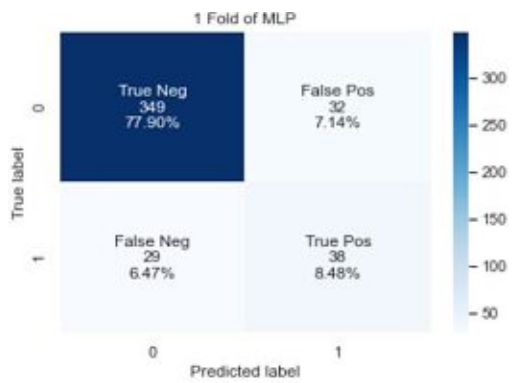 1 Fold of MLP
True label
0
True Neg
349
77.90%
False Pos
32
7.14%
1
False Neg
29
6.47%
True Pos
38
8.48%
0
1
Predicted label
300
250
200
150
100
50